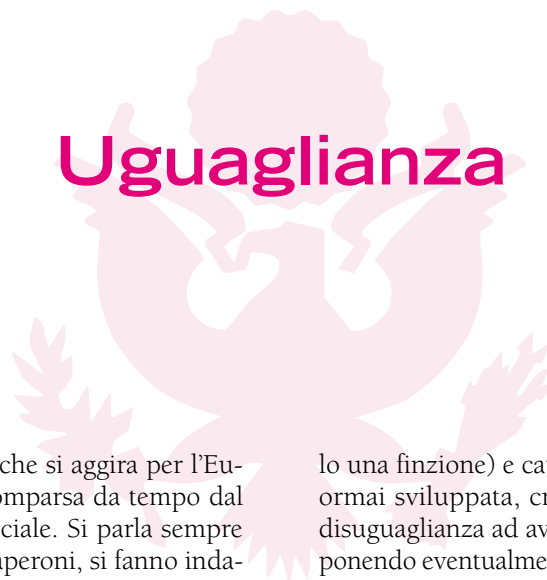 Uguaglianza
che si aggira per l'Eu-
omparsa da tempo dal
ciale. Si parla sempre
peroni, si fanno inda-
lo una finzione) e ca
ormai sviluppata, c
disuguaglianza ad av
ponendo eventualme